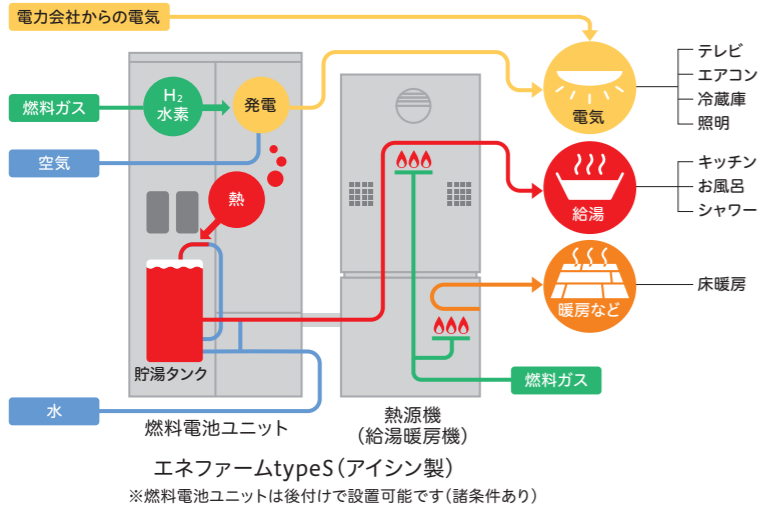 電力会社からの電気
燃料ガス
H₂
水素
発電
空気
熱
貯湯タンク
水
燃料電池ユニット
熱源機
(給湯暖房機)
燃料ガス
電気
テレビ
エアコン
冷蔵庫
照明
給湯
キッチン
お風呂
シャワー
暖房など
床暖房
エネファームtypeS(アイシン製)
※燃料電池ユニットは後付けで設置可能です(諸条件あり)